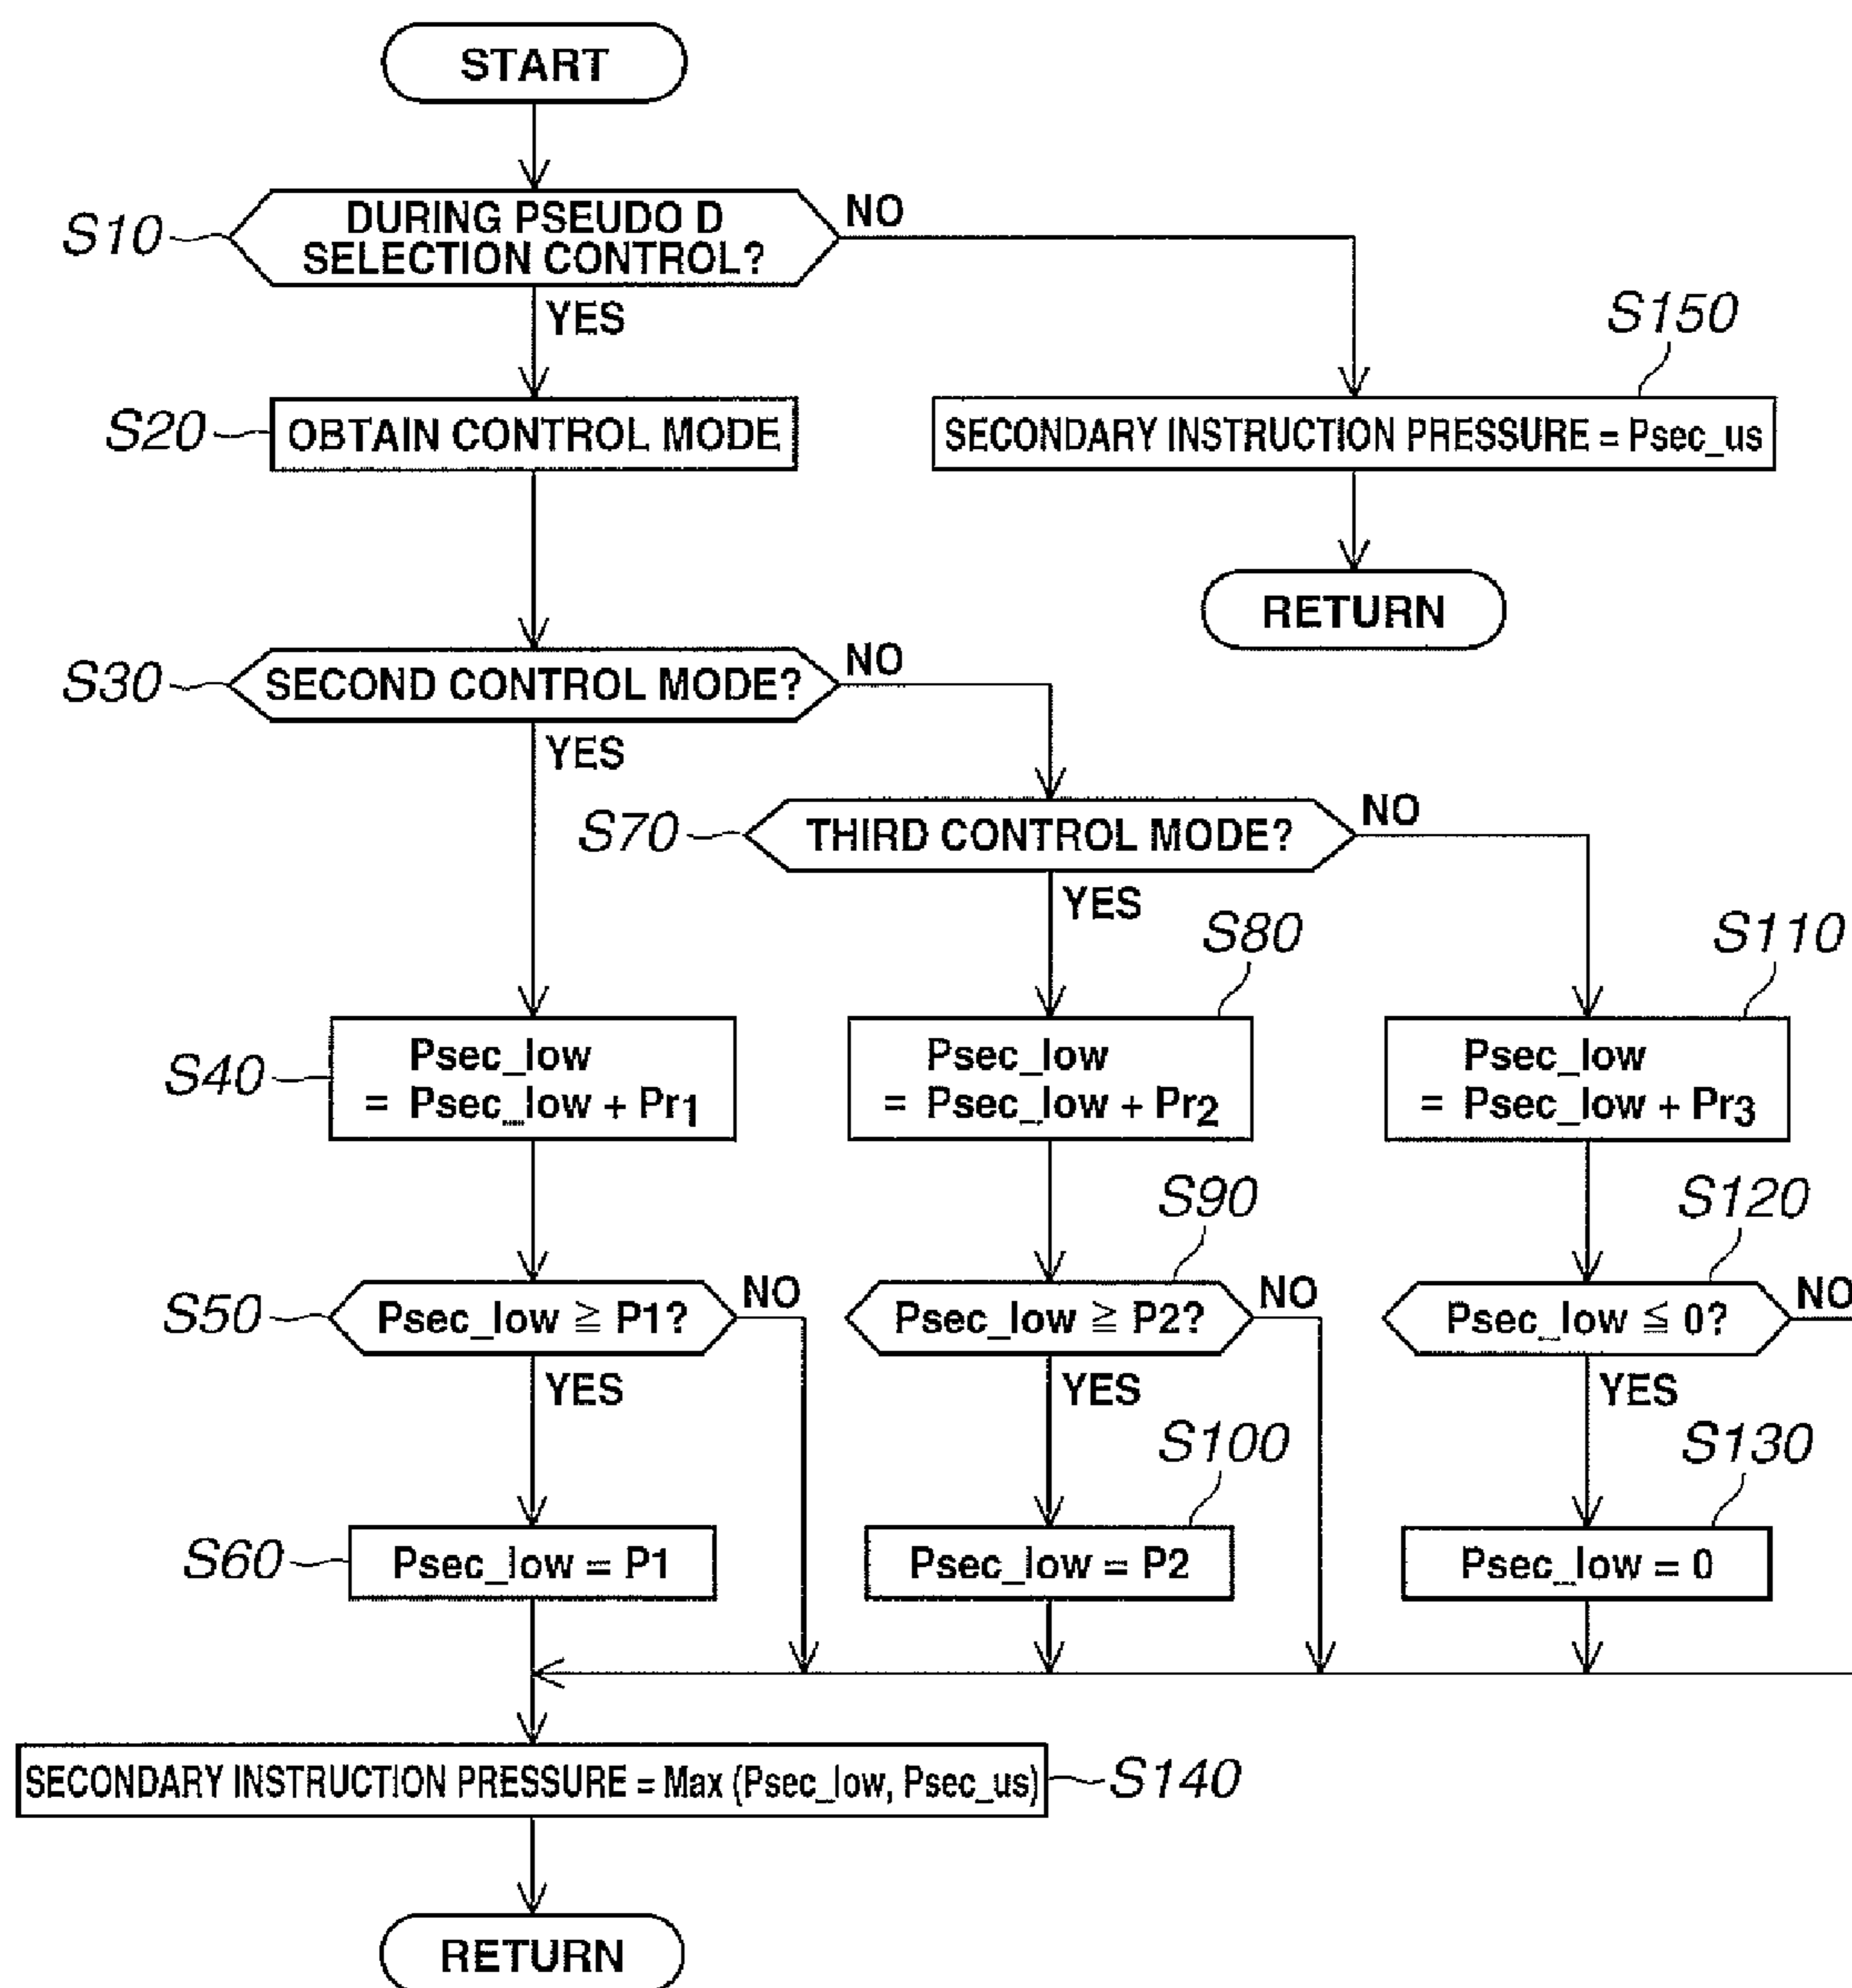 START
S10
DURING PSEUDO D
SELECTION CONTROL?
NO
YES
S150
S20
OBTAIN CONTROL MODE
SECONDARY INSTRUCTION PRESSURE = Psec_us
RETURN
S30
SECOND CONTROL MODE?
NO
YES
S70
THIRD CONTROL MODE?
NO
YES
S80
S110
S40
Psec_low
= Psec_low + Pr1
Psec_low
= Psec_low + Pr2
Psec_low
= Psec_low + Pr3
S90
S120
S50
Psec_low ≧ P1?
NO
Psec_low ≧ P2?
NO
Psec_low ≦ 0?
NO
YES
YES
YES
S100
S130
S60
Psec_low = P1
Psec_low = P2
Psec_low = 0
SECONDARY INSTRUCTION PRESSURE = Max (Psec_low, Psec_us)
S140
RETURN